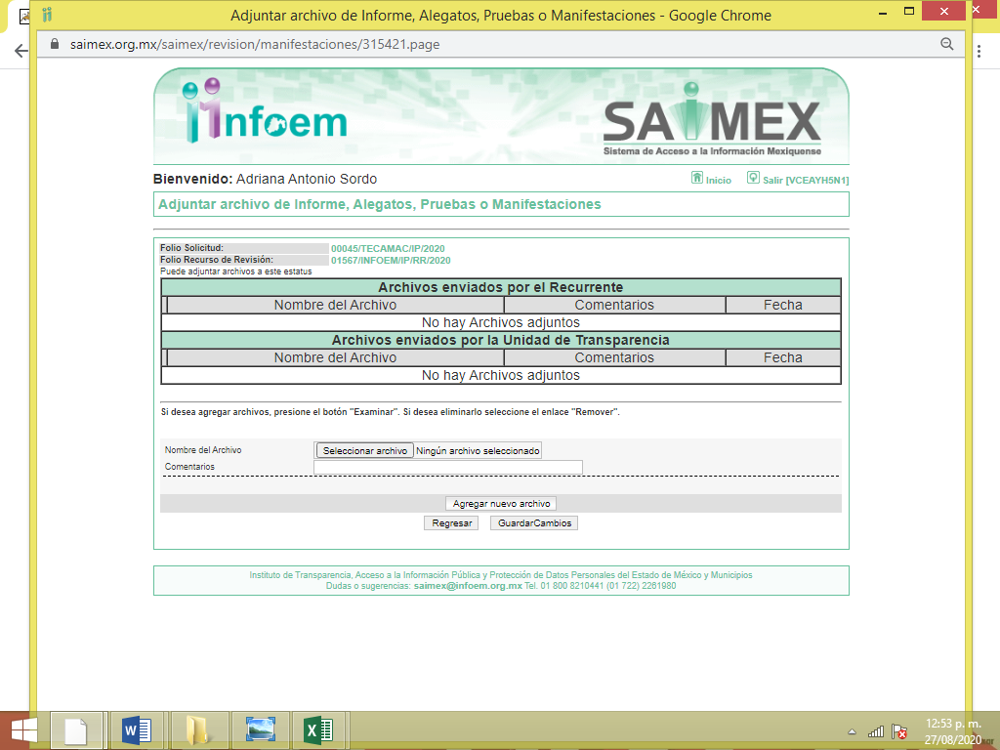 Adjuntar archivo de Informe, Alegatos, Pruebas o Manifestaciones - Google Chrome
saimex.org.mx/saimex/revision/manifestaciones/315421.page
infoem
SAIMEX
Sistema de Acceso a la Información Mexiquense
Bienvenido: Adriana Antonio Sordo
Inicio
Salir [VCEAYH5N1]
Adjuntar archivo de Informe, Alegatos, Pruebas o Manifestaciones
Folio Solicitud: 00045/TECAMAC/IP/2020
Folio Recurso de Revisión: 01567/INFOEM/IP/RR/2020
Puede adjuntar archivos a este estatus
Archivos enviados por el Recurrente
Nombre del Archivo Comentarios Fecha
No hay Archivos adjuntos
Archivos enviados por la Unidad de Transparencia
Nombre del Archivo Comentarios Fecha
No hay Archivos adjuntos
Si desea agregar archivos, presione el botón "Examinar". Si desea eliminarlo seleccione el enlace "Remover".
Nombre del Archivo Seleccionar archivo Ningún archivo seleccionado
Comentarios
Agregar nuevo archivo
Regresar GuardarCambios
Instituto de Transparencia, Acceso a la Información Pública y Protección de Datos Personales del Estado de México y Municipios
Dudas o sugerencias: saimex@infoem.org.mx Tel. 01 800 8210441 (01 722) 2261980
12:53 p. m.
27/08/2020